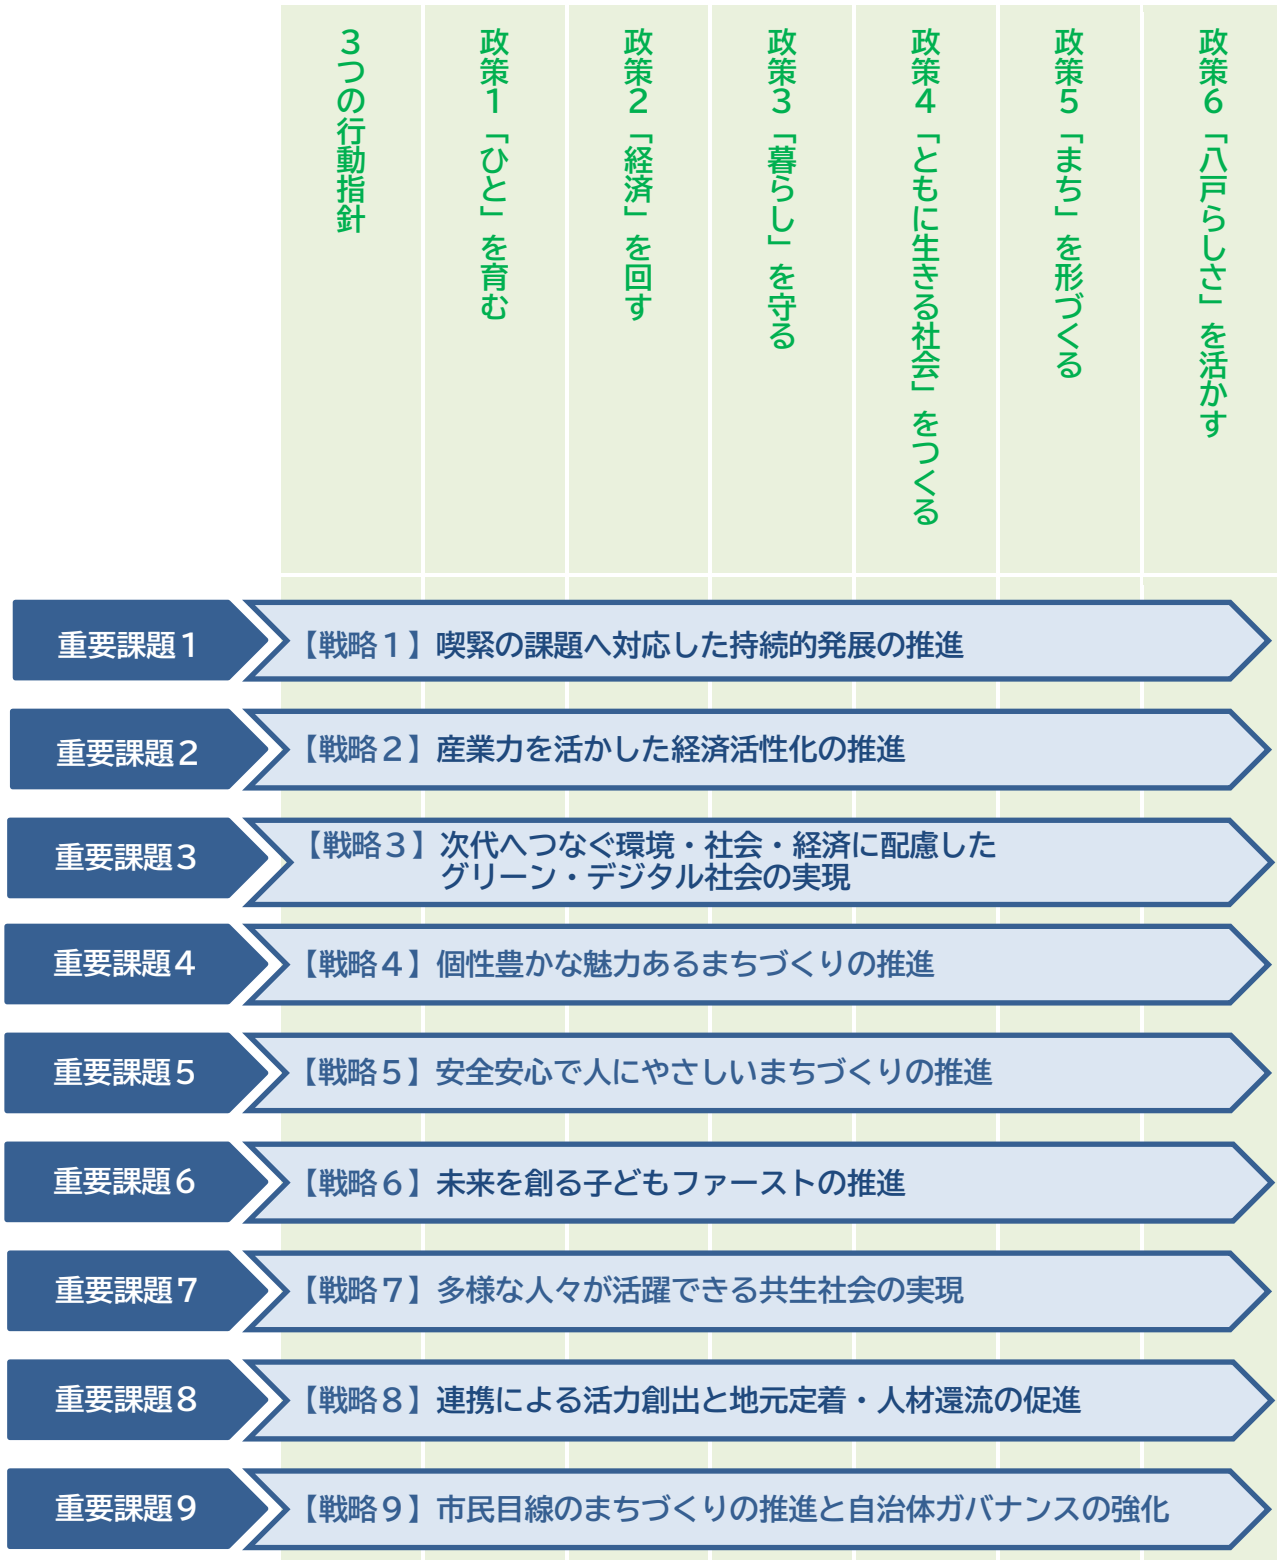 3つの行動指針
政策1「ひと」を育む
政策2「経済」を回す
政策3「暮らし」を守る
政策4「ともに生きる社会」をつくる
政策5「まち」を形づくる
政策6「八戸らしさ」を活かす
重要課題1
【戦略1】喫緊の課題へ対応した持続的発展の推進
重要課題2
【戦略2】産業力を活かした経済活性化の推進
重要課題3
【戦略3】次代へつなぐ環境・社会・経済に配慮した
グリーン・デジタル社会の実現
重要課題4
【戦略4】個性豊かな魅力あるまちづくりの推進
重要課題5
【戦略5】安全安心で人にやさしいまちづくりの推進
重要課題6
【戦略6】未来を創る子どもファーストの推進
重要課題7
【戦略7】多様な人々が活躍できる共生社会の実現
重要課題8
【戦略8】連携による活力創出と地元定着・人材還流の促進
重要課題9
【戦略9】市民目線のまちづくりの推進と自治体ガバナンスの強化